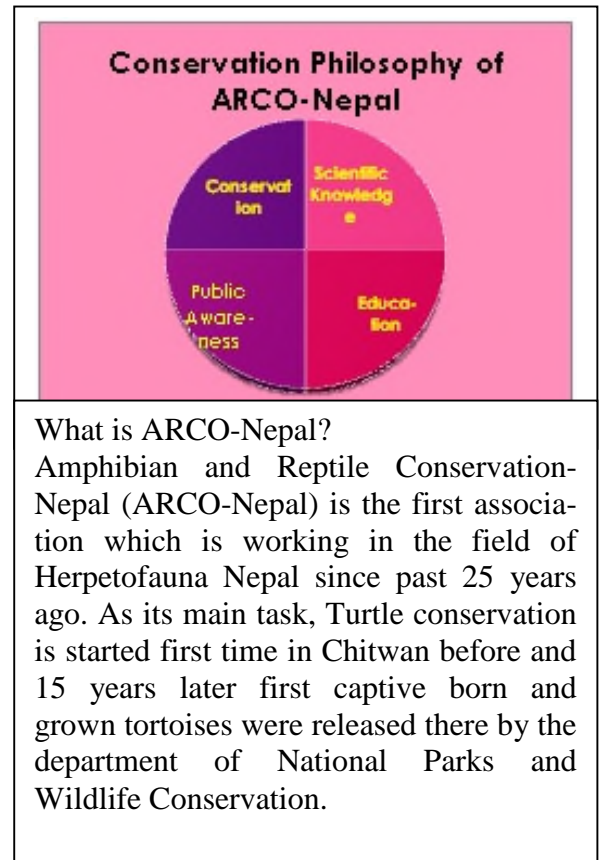 Conservation Philosophy of
ARCO-Nepal
Conservat
ion
Scientific
Knowledg
e
Public
Aware-
ness
Educa-
tion
What is ARCO-Nepal?
Amphibian and Reptile Conservation-
Nepal (ARCO-Nepal) is the first associa-
tion which is working in the field of
Herpetofauna Nepal since past 25 years
ago. As its main task, Turtle conservation
is started first time in Chitwan before and
15 years later first captive born and
grown tortoises were released there by the
department of National Parks and
Wildlife Conservation.